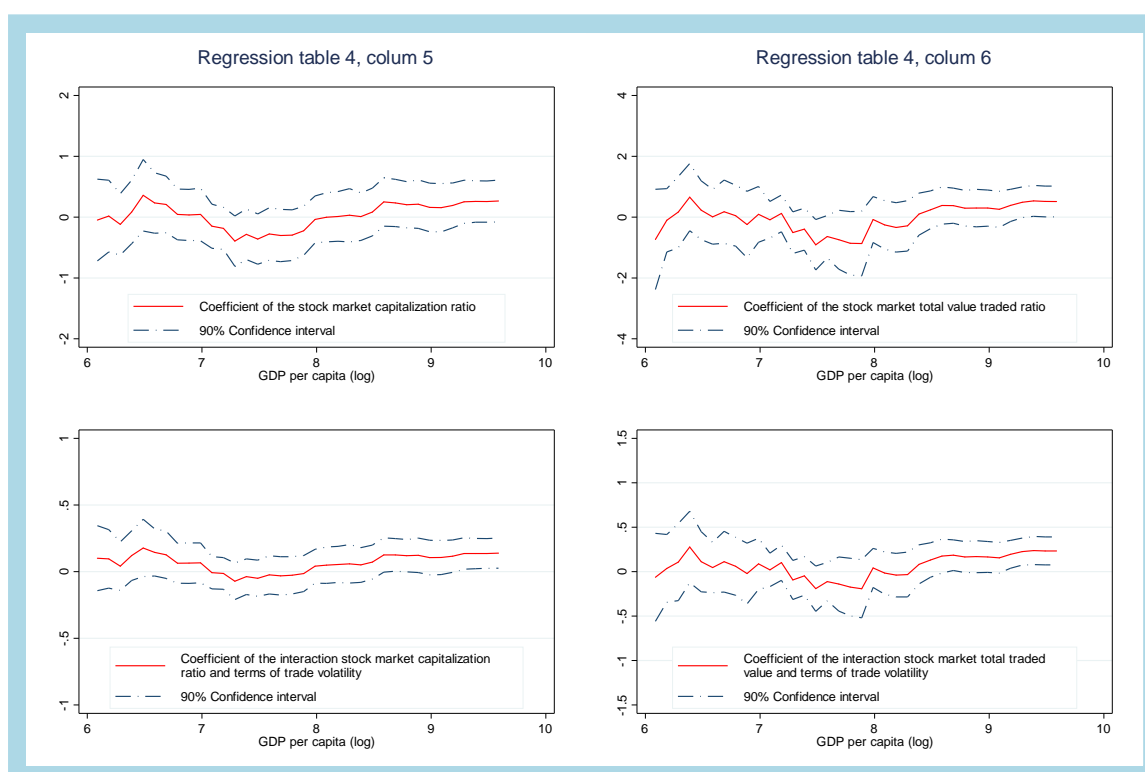 Regression table 4, colum 5
2
1
0
-1
-2
Coefficient of the stock market capitalization ratio
90% Confidence interval
6 7 8 9 10
GDP per capita (log)
Regression table 4, colum 6
4
2
0
-2
-4
Coefficient of the stock market total value traded ratio
90% Confidence interval
6 7 8 9 10
GDP per capita (log)
1
.5
0
-.5
-1
Coefficient of the interaction stock market capitalization
ratio and terms of trade volatility
90% Confidence interval
6 7 8 9 10
GDP per capita (log)
1.5
1
.5
0
-.5
-1
-1.5
Coefficient of the interaction stock market total traded
value and terms of trade volatility
90% Confidence interval
6 7 8 9 10
GDP per capita (log)